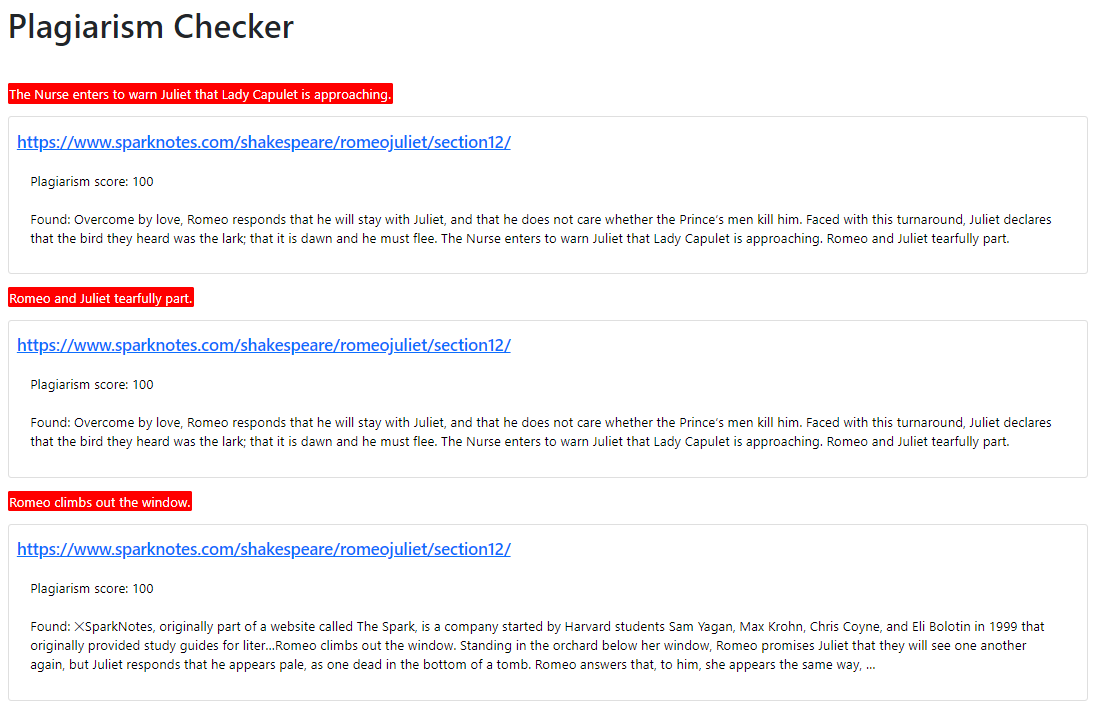 Plagiarism Checker
The Nurse enters to warn Juliet that Lady Capulet is approaching.
https://www.sparknotes.com/shakespeare/romeojuliet/section12/
Plagiarism score: 100
Found: Overcome by love, Romeo responds that he will stay with Juliet, and that he does not care whether the Prince’s men kill him. Faced with this turnaround, Juliet declares
that the bird they heard was the lark; that it is dawn and he must flee. The Nurse enters to warn Juliet that Lady Capulet is approaching. Romeo and Juliet tearfully part.
Romeo and Juliet tearfully part.
https://www.sparknotes.com/shakespeare/romeojuliet/section12/
Plagiarism score: 100
Found: Overcome by love, Romeo responds that he will stay with Juliet, and that he does not care whether the Prince’s men kill him. Faced with this turnaround, Juliet declares
that the bird they heard was the lark; that it is dawn and he must flee. The Nurse enters to warn Juliet that Lady Capulet is approaching. Romeo and Juliet tearfully part.
Romeo climbs out the window.
https://www.sparknotes.com/shakespeare/romeojuliet/section12/
Plagiarism score: 100
Found: ×SparkNotes, originally part of a website called The Spark, is a company started by Harvard students Sam Yagan, Max Krohn, Chris Coyne, and Eli Bolotin in 1999 that
originally provided study guides for liter...Romeo climbs out the window. Standing in the orchard below her window, Romeo promises Juliet that they will see one another
again, but Juliet responds that he appears pale, as one dead in the bottom of a tomb. Romeo answers that, to him, she appears the same way, ...